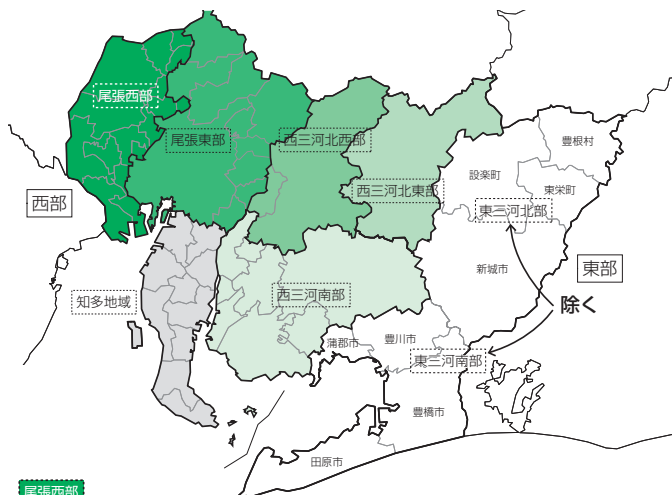 尾張西部
尾張東部
西三河北西部
豊根村
設楽町
西三河北東部
東栄町
西部
東三河北部
新城市
東部
知多地域
西三河南部
除く
蒲郡市
豊川市
東三河南部
豊橋市
田原市
尾張西部